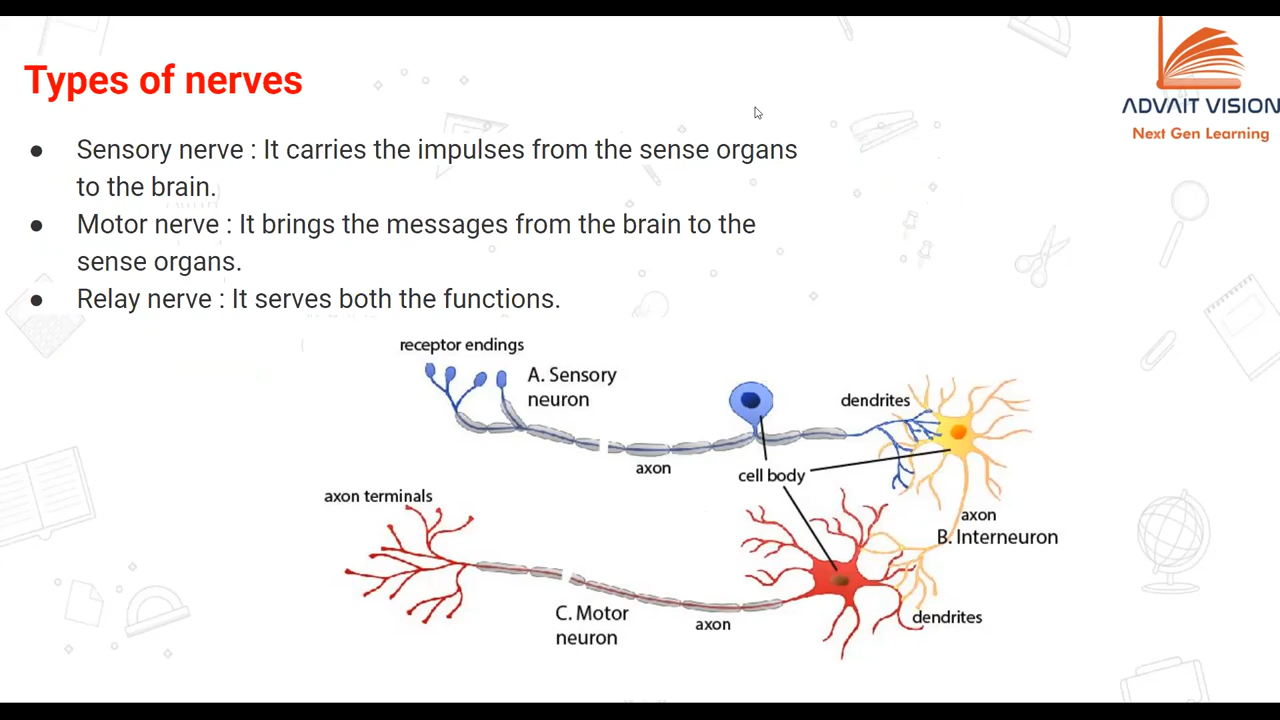 ADVAIT VISION
Next Gen Learning
Types of nerves
● Sensory nerve : It carries the impulses from the sense organs
to the brain.
● Motor nerve : It brings the messages from the brain to the
sense organs.
● Relay nerve : It serves both the functions.
receptor endings
A. Sensory
neuron
dendrites
axon
cell body
axon terminals
axon
B. Interneuron
C. Motor
neuron
axon
dendrites